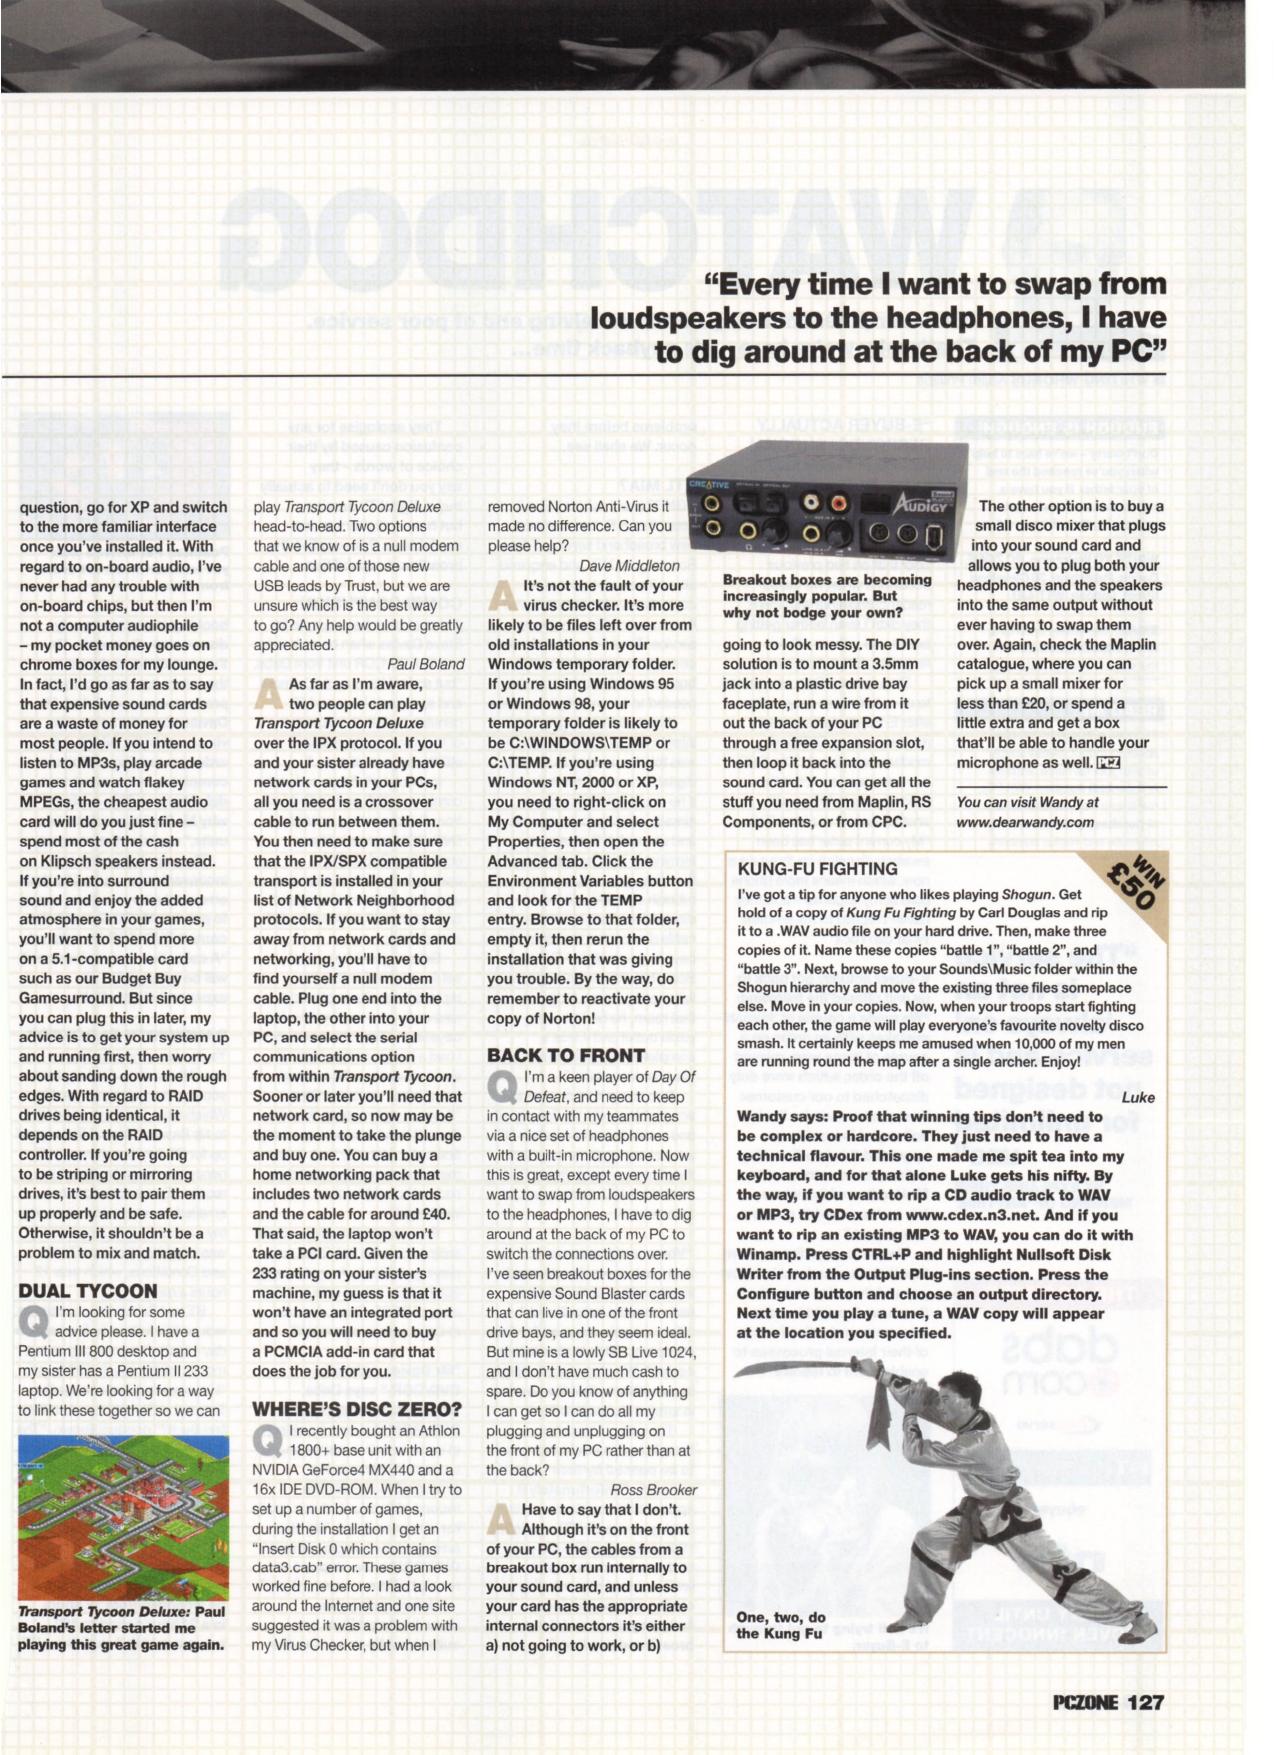 “Every time I want to swap from
loudspeakers to the headphones, I have
to dig around at the back of my PC”
question, go for XP and switch
to the more familiar interface
once you’ve installed it. With
regard to on-board audio, I’ve
never had any trouble with
on-board chips, but then I’m
not a computer audiophile
– my pocket money goes on
chrome boxes for my lounge.
In fact, I’d go as far as to say
that expensive sound cards
are a waste of money for
most people. If you intend to
listen to MP3s, play arcade
games and watch flakey
MPEGs, the cheapest audio
card will do you just fine –
spend most of the cash
on Klipsch speakers instead.
If you’re into surround
sound and enjoy the added
atmosphere in your games,
you’ll want to spend more
on a 5.1-compatible card
such as our Budget Buy
Gamesurround. But since
you can plug this in later, my
advice is to get your system up
and running first, then worry
about sanding down the rough
edges. With regard to RAID
drives being identical, it
depends on the RAID
controller. If you’re going
to be striping or mirroring
drives, it’s best to pair them
up properly and be safe.
Otherwise, it shouldn’t be a
problem to mix and match.
DUAL TYCOON
Q I’m looking for some
advice please. I have a
Pentium III 800 desktop and
my sister has a Pentium II 233
laptop. We’re looking for a way
to link these together so we can
Transport Tycoon Deluxe: Paul
Boland’s letter started me
playing this great game again.
play Transport Tycoon Deluxe
head-to-head. Two options
that we know of is a null modem
cable and one of those new
USB leads by Trust, but we are
unsure which is the best way
to go? Any help would be greatly
appreciated.
Paul Boland
A As far as I’m aware,
two people can play
Transport Tycoon Deluxe
over the IPX protocol. If you
and your sister already have
network cards in your PCs,
all you need is a crossover
cable to run between them.
You then need to make sure
that the IPX/SPX compatible
transport is installed in your
list of Network Neighborhood
protocols. If you want to stay
away from network cards and
networking, you’ll have to
find yourself a null modem
cable. Plug one end into the
laptop, the other into your
PC, and select the serial
communications option
from within Transport Tycoon.
Sooner or later you’ll need that
network card, so now may be
the moment to take the plunge
and buy one. You can buy a
home networking pack that
includes two network cards
and the cable for around £40.
That said, the laptop won’t
take a PCI card. Given the
233 rating on your sister’s
machine, my guess is that it
won’t have an integrated port
and so you will need to buy
a PCMCIA add-in card that
does the job for you.
WHERE’S DISC ZERO?
Q I recently bought an Athlon
1800+ base unit with an
NVIDIA GeForce4 MX440 and a
16x IDE DVD-ROM. When I try to
set up a number of games,
during the installation I get an
“Insert Disk 0 which contains
data3.cab” error. These games
worked fine before. I had a look
around the Internet and one site
suggested it was a problem with
my Virus Checker, but when I
removed Norton Anti-Virus it
made no difference. Can you
please help?
Dave Middleton
A It’s not the fault of your
virus checker. It’s more
likely to be files left over from
old installations in your
Windows temporary folder.
If you’re using Windows 95
or Windows 98, your
temporary folder is likely to
be C:\WINDOWS\TEMP or
C:\TEMP. If you’re using
Windows NT, 2000 or XP,
you need to right-click on
My Computer and select
Properties, then open the
Advanced tab. Click the
Environment Variables button
and look for the TEMP
entry. Browse to that folder,
empty it, then rerun the
installation that was giving
you trouble. By the way, do
remember to reactivate your
copy of Norton!
BACK TO FRONT
Q I’m a keen player of Day Of
Defeat, and need to keep
in contact with my teammates
via a nice set of headphones
with a built-in microphone. Now
this is great, except every time I
want to swap from loudspeakers
to the headphones, I have to dig
around at the back of my PC to
switch the connections over.
I’ve seen breakout boxes for the
expensive Sound Blaster cards
that can live in one of the front
drive bays, and they seem ideal.
But mine is a lowly SB Live 1024,
and I don’t have much cash to
spare. Do you know of anything
I can get so I can do all my
plugging and unplugging on
the front of my PC rather than at
the back?
Ross Brooker
A Have to say that I don’t.
Although it’s on the front
of your PC, the cables from a
breakout box run internally to
your sound card, and unless
your card has the appropriate
internal connectors it’s either
a) not going to work, or b)
CREATIVE
AUDIGY
Breakout boxes are becoming
increasingly popular. But
why not bodge your own?
going to look messy. The DIY
solution is to mount a 3.5mm
jack into a plastic drive bay
faceplate, run a wire from it
out the back of your PC
through a free expansion slot,
then loop it back into the
sound card. You can get all the
stuff you need from Maplin, RS
Components, or from CPC.
The other option is to buy a
small disco mixer that plugs
into your sound card and
allows you to plug both your
headphones and the speakers
into the same output without
ever having to swap them
over. Again, check the Maplin
catalogue, where you can
pick up a small mixer for
less than £20, or spend a
little extra and get a box
that’ll be able to handle your
microphone as well. PCZ
You can visit Wandy at
www.dearwandy.com
WIN
£50
KUNG-FU FIGHTING
I’ve got a tip for anyone who likes playing Shogun. Get
hold of a copy of Kung Fu Fighting by Carl Douglas and rip
it to a .WAV audio file on your hard drive. Then, make three
copies of it. Name these copies “battle 1”, “battle 2”, and
“battle 3”. Next, browse to your Sounds\Music folder within the
Shogun hierarchy and move the existing three files someplace
else. Move in your copies. Now, when your troops start fighting
each other, the game will play everyone’s favourite novelty disco
smash. It certainly keeps me amused when 10,000 of my men
are running round the map after a single archer. Enjoy!
Luke
Wandy says: Proof that winning tips don’t need to
be complex or hardcore. They just need to have a
technical flavour. This one made me spit tea into my
keyboard, and for that alone Luke gets his nifty. By
the way, if you want to rip a CD audio track to WAV
or MP3, try CDex from www.cdex.n3.net. And if you
want to rip an existing MP3 to WAV, you can do it with
Winamp. Press CTRL+P and highlight Nullsoft Disk
Writer from the Output Plug-ins section. Press the
Configure button and choose an output directory.
Next time you play a tune, a WAV copy will appear
at the location you specified.
One, two, do
the Kung Fu
PCZONE 127